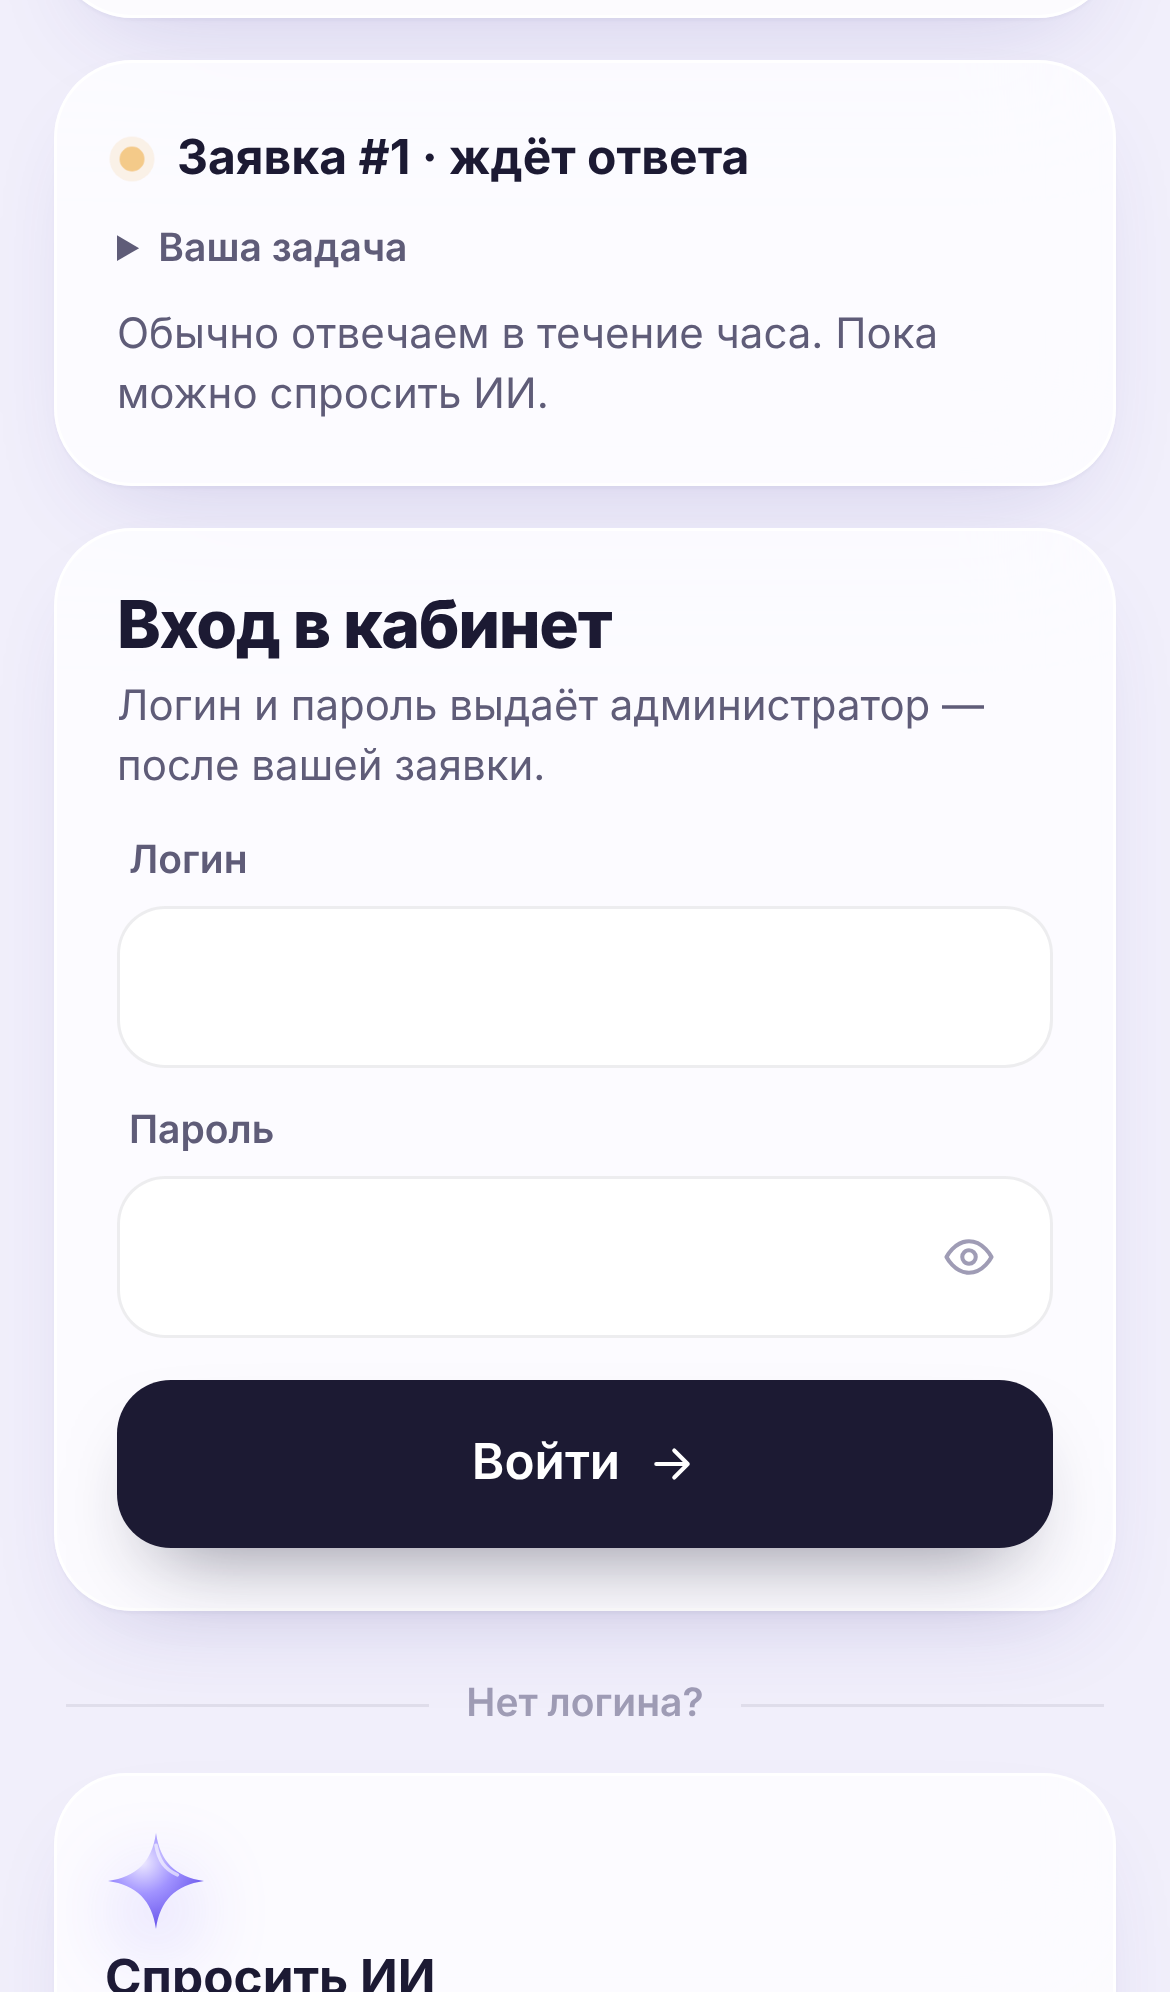 Заявка #1 · ждёт ответа
Ваша задача
Обычно отвечаем в течение часа. Пока
можно спросить ИИ.
Вход в кабинет
Логин и пароль выдаёт администратор —
после вашей заявки.
Логин
Пароль
Войти →
Нет логина?
Спросить ИИ